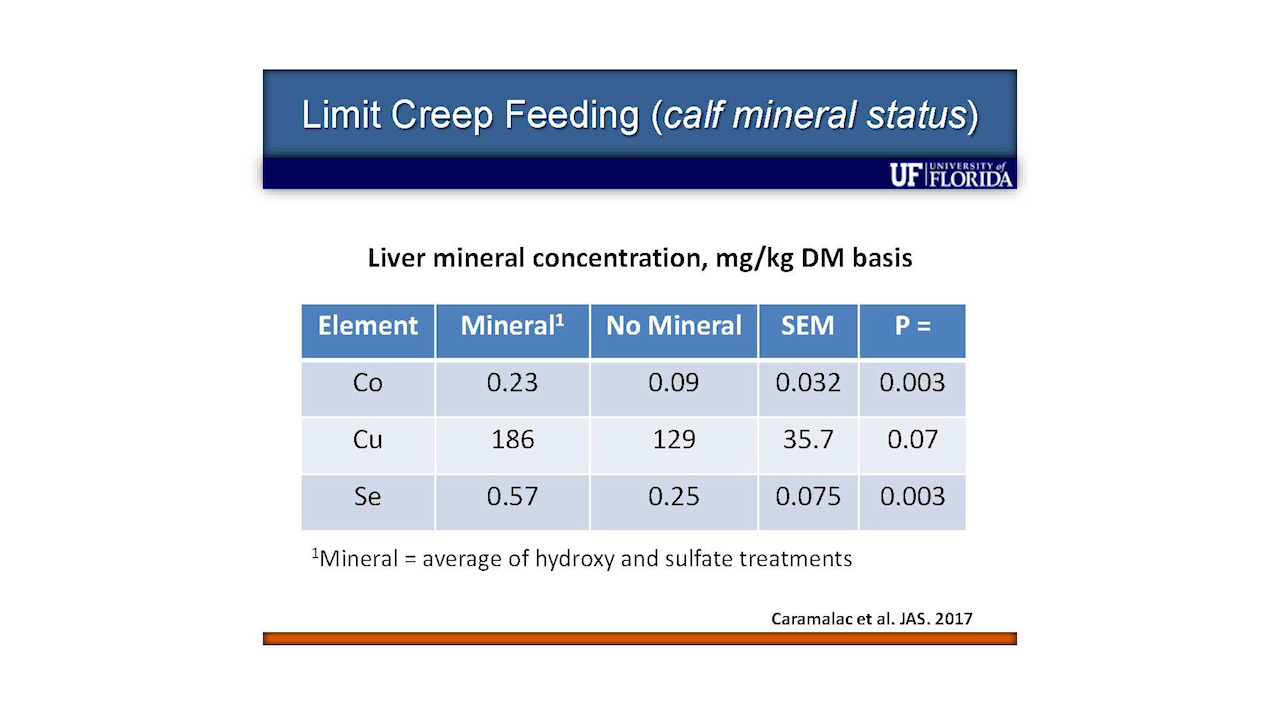 Limit Creep Feeding (calf mineral status)
UF UNIVERSITY of
FLORIDA
Liver mineral concentration, mg/kg DM basis
Element Mineral¹ No Mineral SEM P =
Co 0.23 0.09 0.032 0.003
Cu 186 129 35.7 0.07
Se 0.57 0.25 0.075 0.003
¹Mineral = average of hydroxy and sulfate treatments
Caramalac et al. JAS. 2017